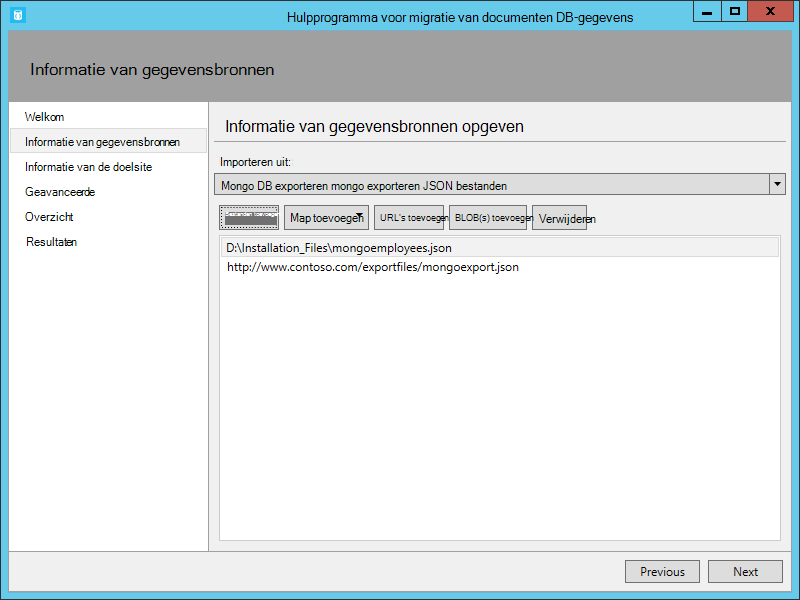 Hulpprogramma voor migratie van documenten DB-gegevens
X
Informatie van gegevensbronnen
Welkom
Informatie van gegevensbronnen
Informatie van de doelsite
Geavanceerde
Overzicht
Resultaten
Informatie van gegevensbronnen opgeven
Importeren uit:
Mongo DB exporteren mongo exporteren JSON bestanden
Map toevoegen
URL's toevoegen
BLOB(s) toevoegen
Verwijderen
D:\Installation_Files\mongoemployees.json
http://www.contoso.com/exportfiles/mongoexport.json
Previous
Next